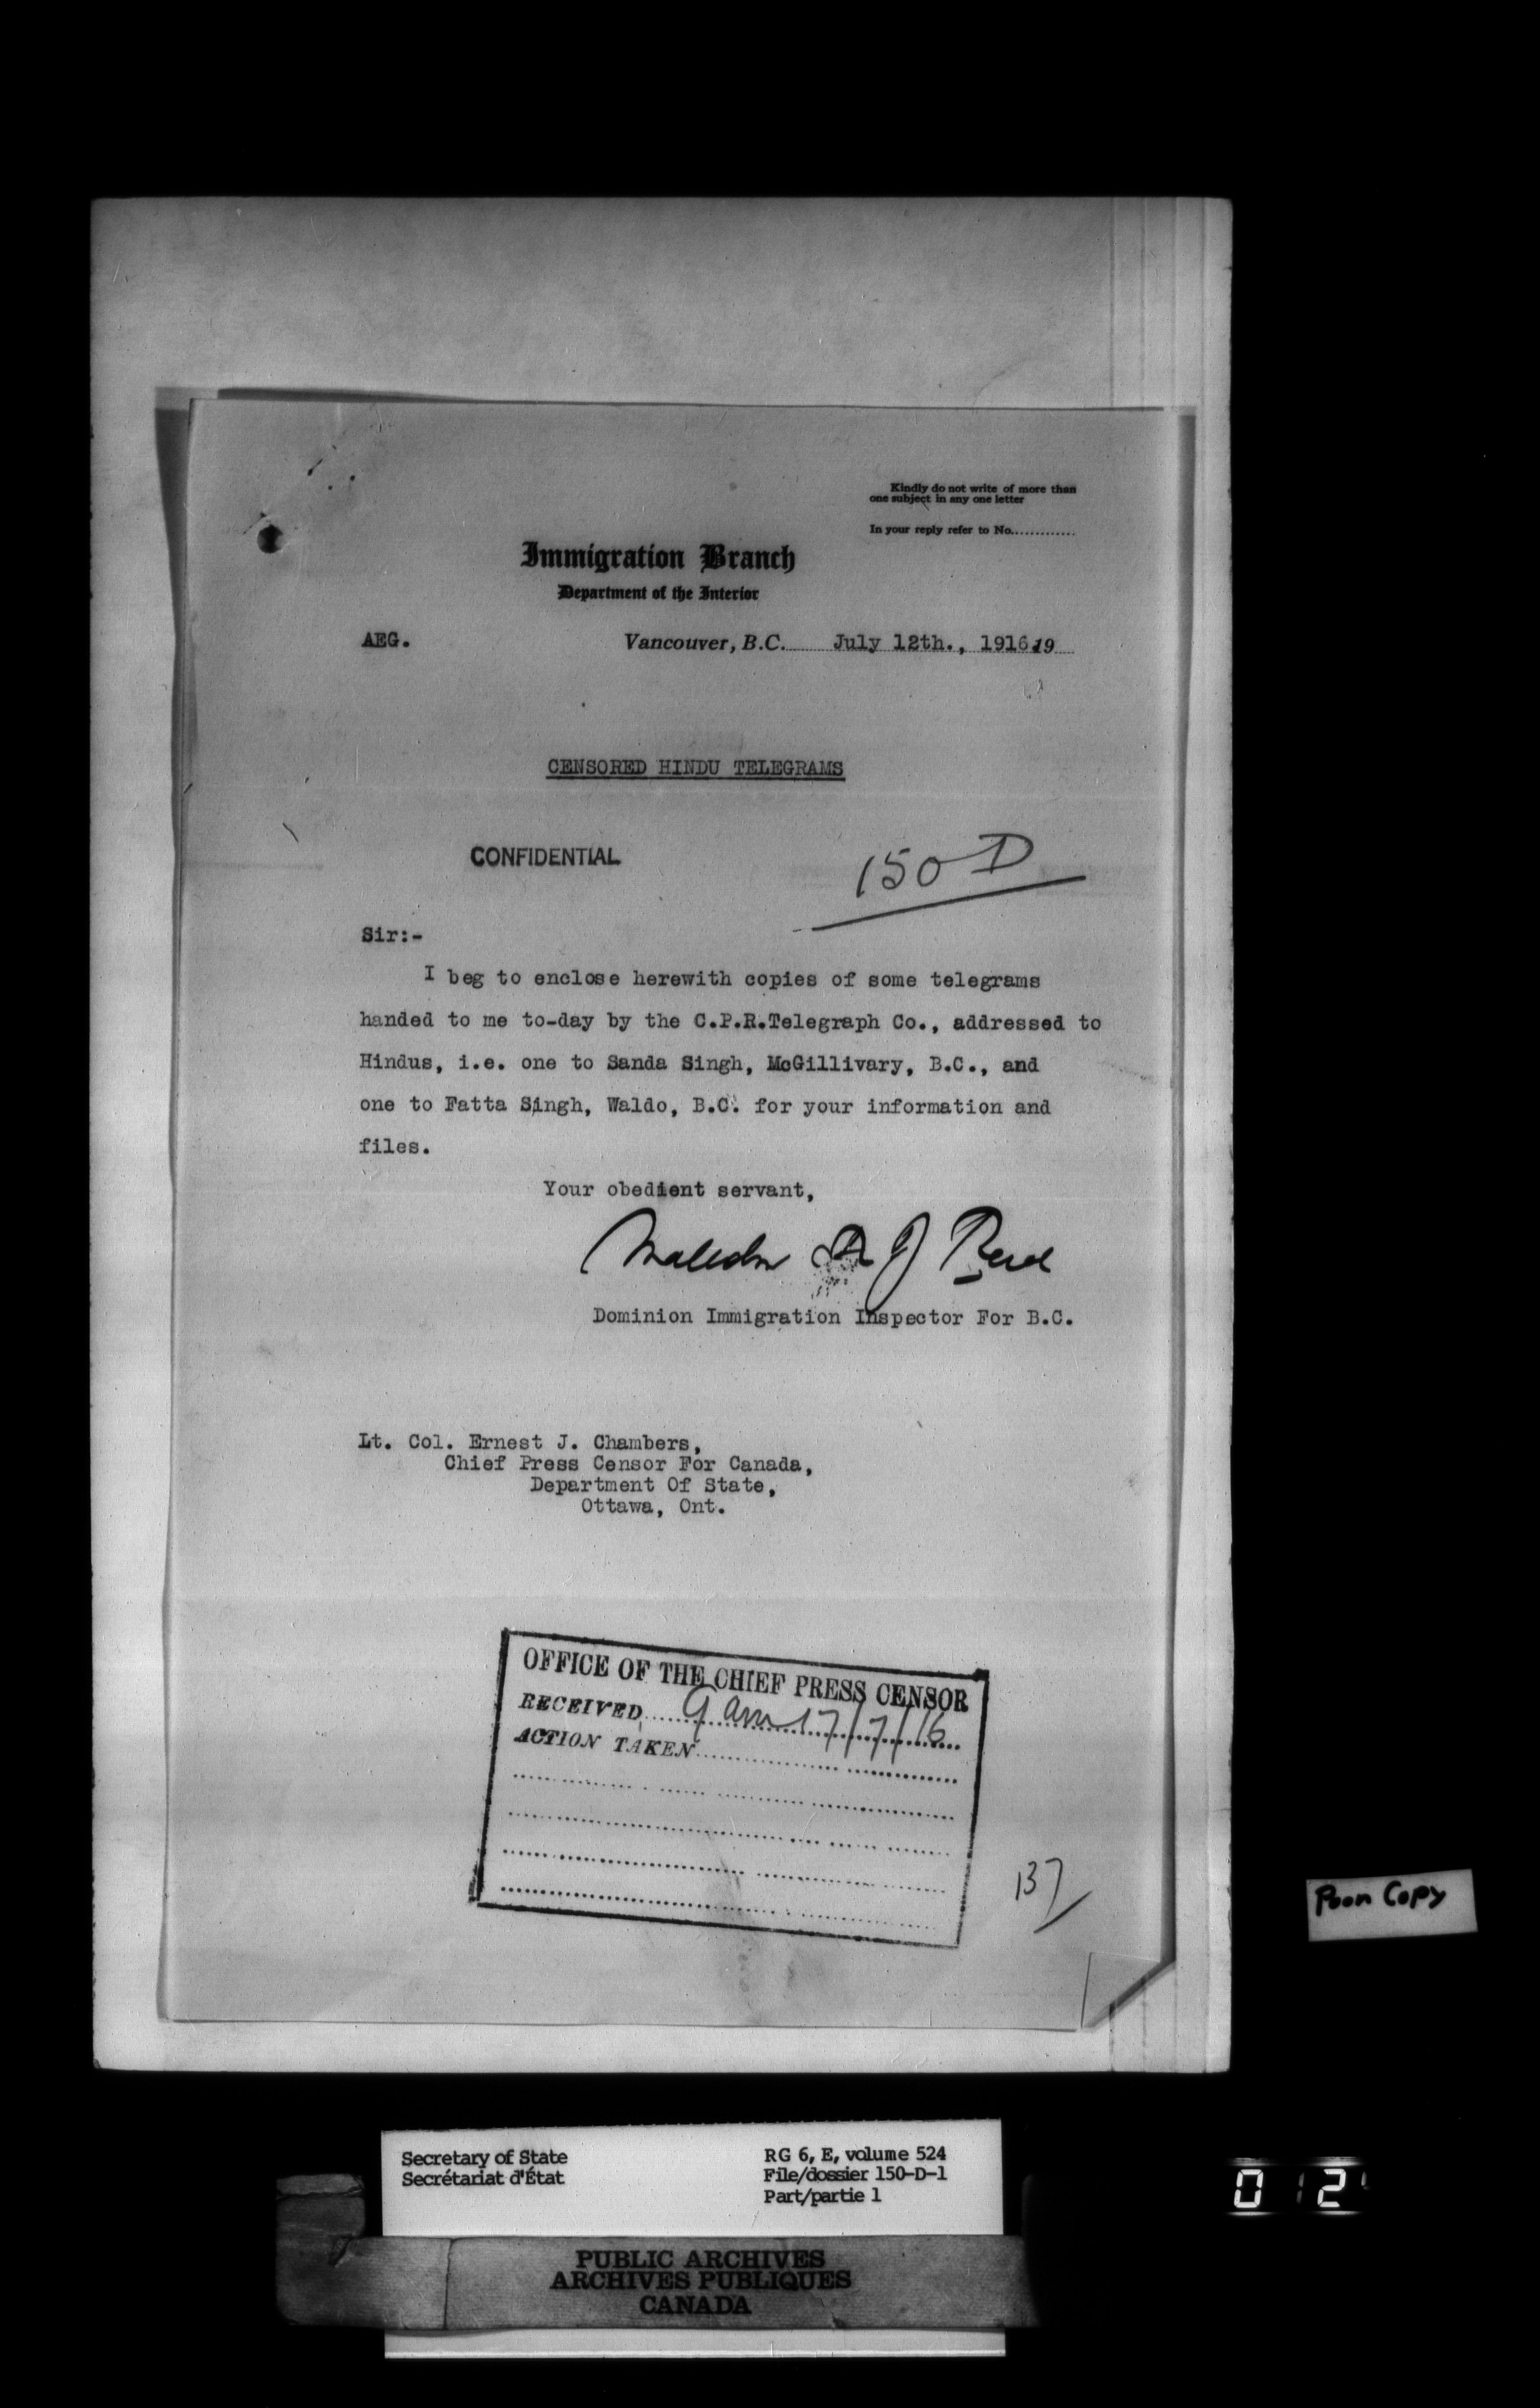 Kindly do not write of more than
one subject in any one letter
In your reply refer to No.............
Immigration Branch
Department of the Interior
AEG.
Vancouver, B.C. July 12th., 1916.19
CENSORED HINDU TELEGRAMS
CONFIDENTIAL
150 D
Sir:-
I beg to enclose herewith copies of some telegrams
handed to me to-day by the C.P.R.Telegraph Co., addressed to
Hindus, i.e. one to Sanda Singh, McGillivary, B.C., and
one to Fatta Singh, Waldo, B.C. for your information and
files.
Your obedient servant,
Malcolm R J Reid
Dominion Immigration Inspector For B.C.
Lt. Col. Ernest J. Chambers,
Chief Press Censor For Canada,
Department Of State,
Ottawa, Ont.
OFFICE OF THE CHIEF PRESS CENSOR
RECEIVED 9 am 17/7/16
ACTION TAKEN
137
Poor Copy
Secretary of State
Secrétariat d'État
RG 6, E, volume 524
File/dossier 150-D-1
Part/partie 1
PUBLIC ARCHIVES
ARCHIVES PUBLIQUES
CANADA